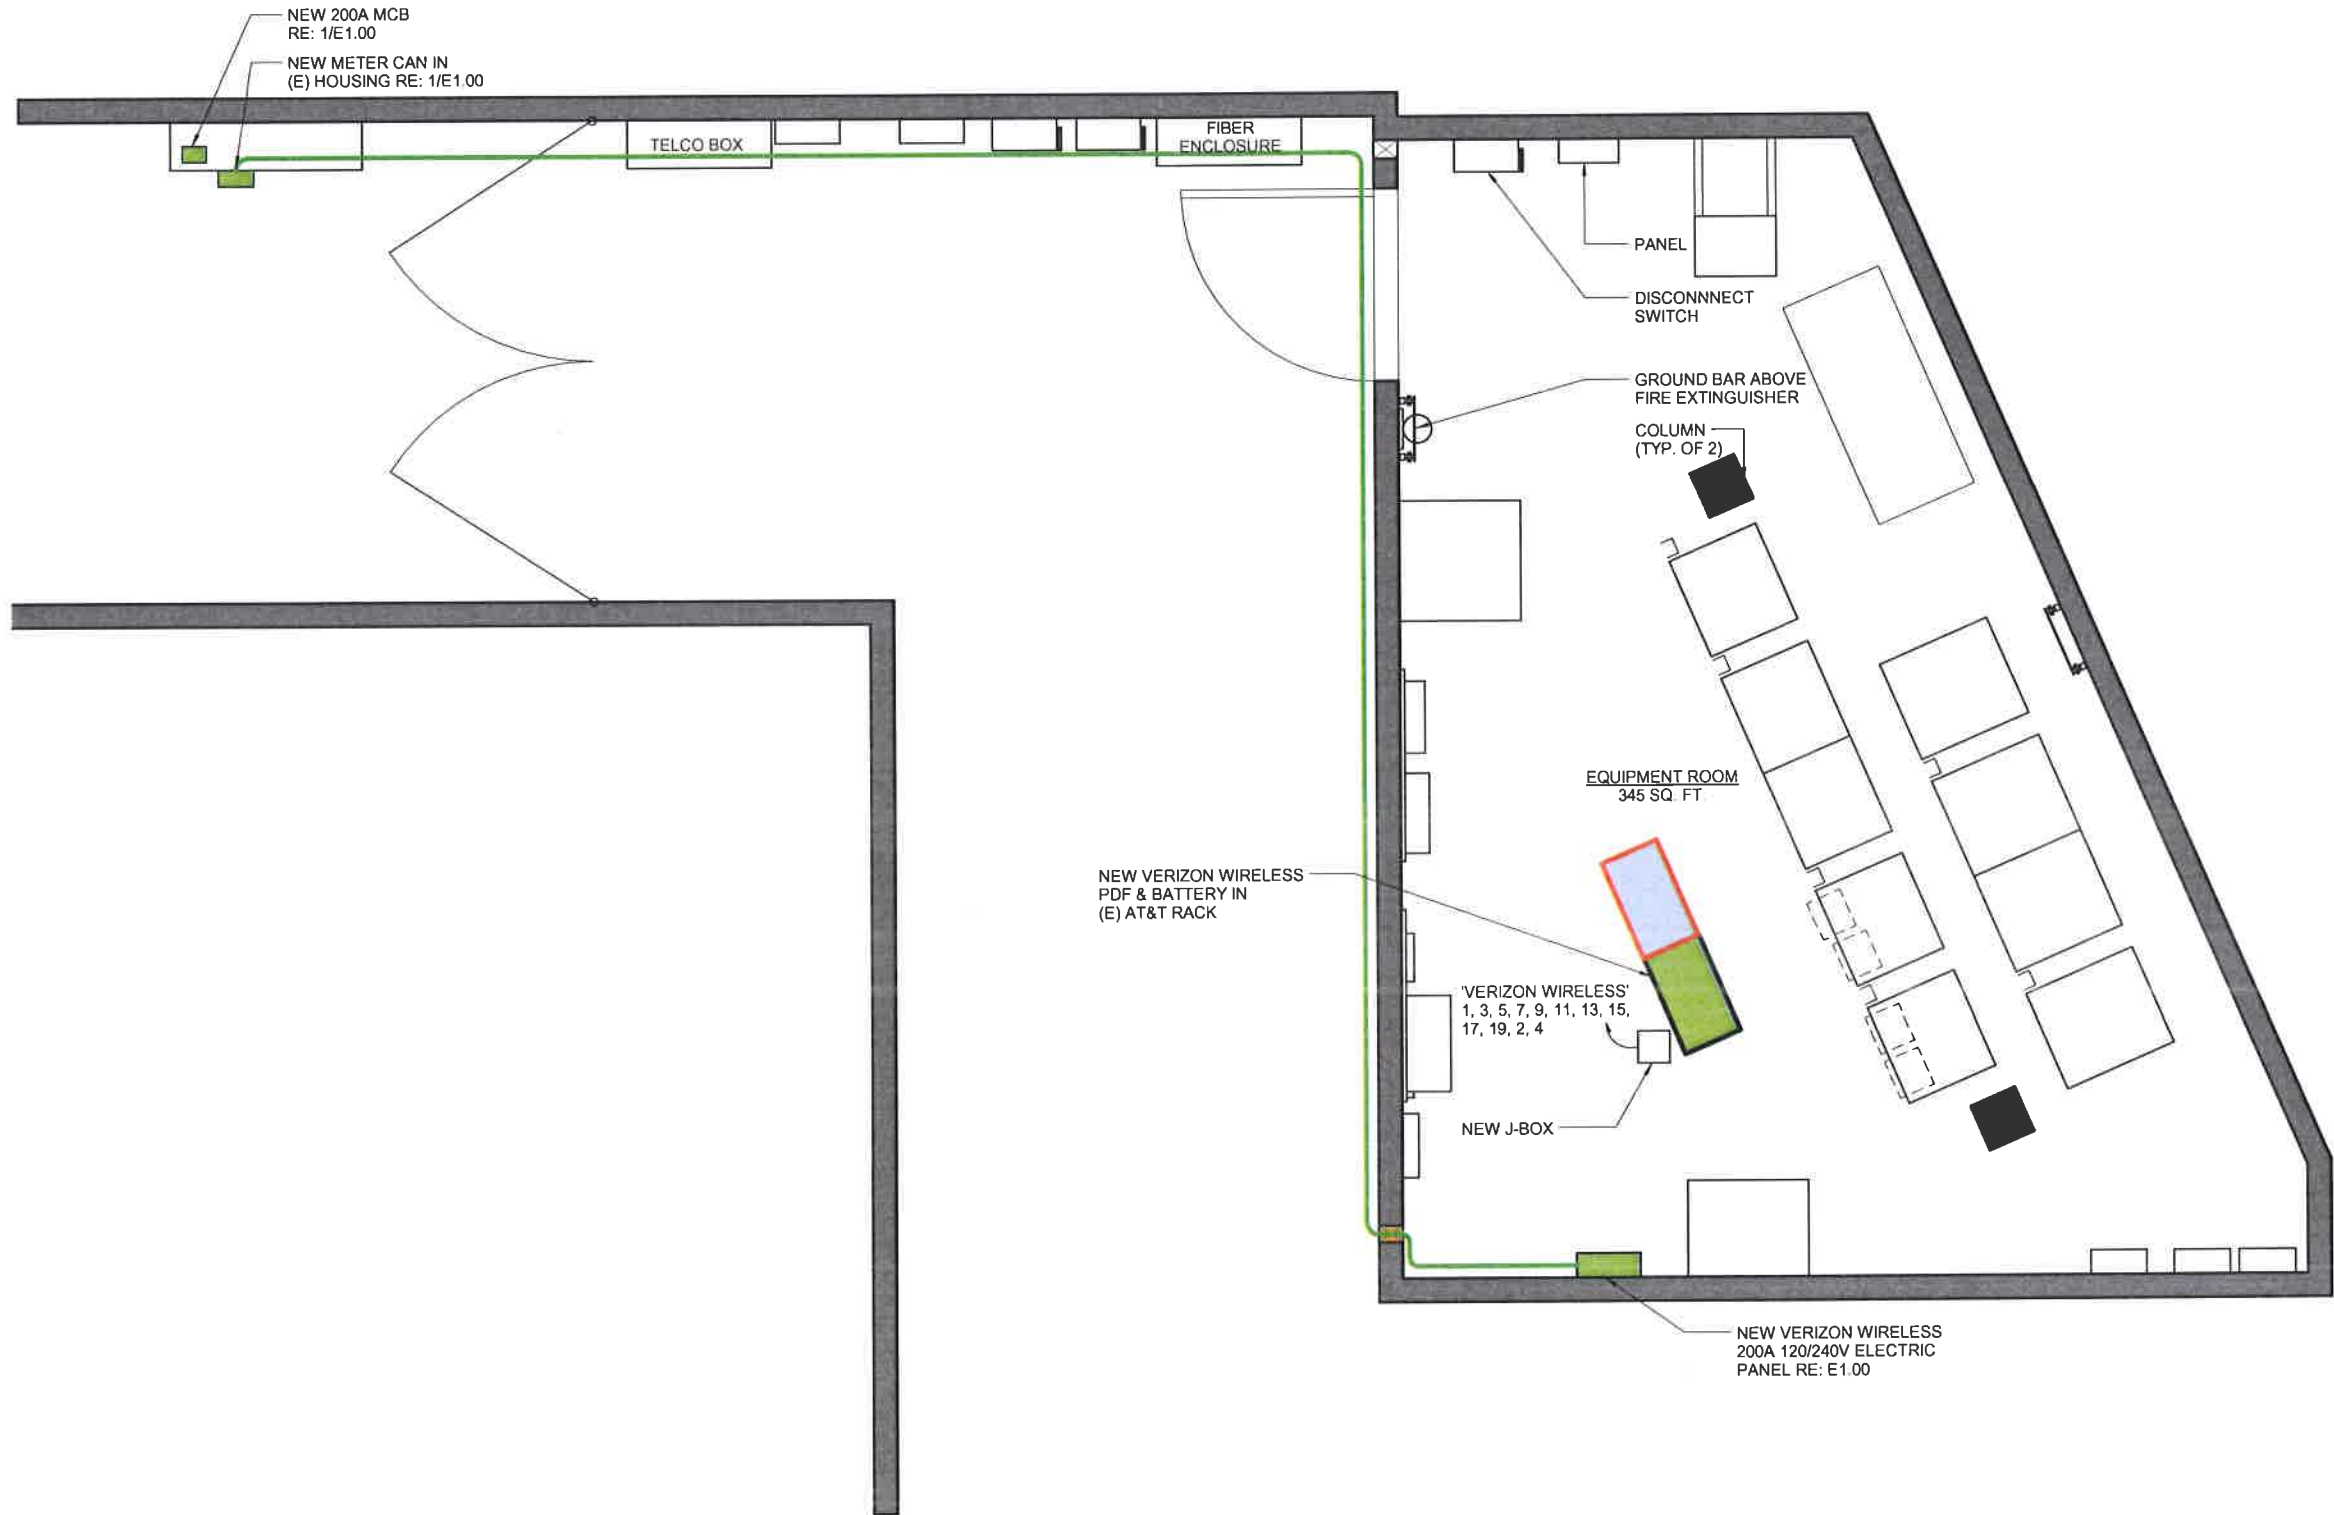 NEW 200A MCB
RE: 1/E1.00
NEW METER CAN IN
(E) HOUSING RE: 1/E1.00
TELCO BOX
FIBER
ENCLOSURE
PANEL
DISCONNNECT
SWITCH
GROUND BAR ABOVE
FIRE EXTINGUISHER
COLUMN
(TYP. OF 2)
EQUIPMENT ROOM
345 SQ. FT.
NEW VERIZON WIRELESS
PDF & BATTERY IN
(E) AT&T RACK
'VERIZON WIRELESS'
1, 3, 5, 7, 9, 11, 13, 15,
17, 19, 2, 4
NEW J-BOX
NEW VERIZON WIRELESS
200A 120/240V ELECTRIC
PANEL RE: E1.00